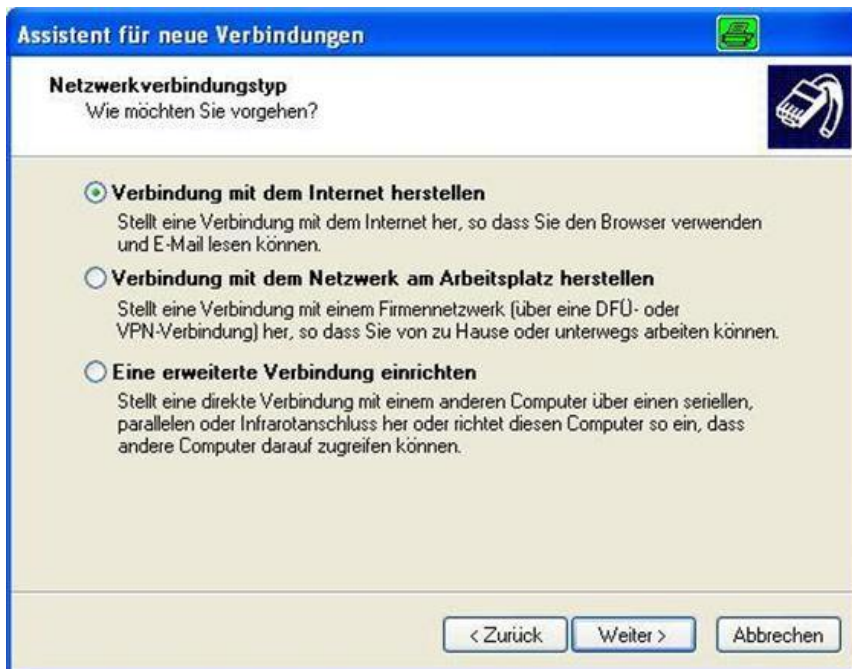 Assistent für neue Verbindungen
Netzwerkverbindungstyp
Wie möchten Sie vorgehen?
Verbindung mit dem Internet herstellen
Stellt eine Verbindung mit dem Internet her, so dass Sie den Browser verwenden
und E-Mail lesen können.
Verbindung mit dem Netzwerk am Arbeitsplatz herstellen
Stellt eine Verbindung mit einem Firmennetzwerk (über eine DFÜ- oder
VPN-Verbindung) her, so dass Sie von zu Hause oder unterwegs arbeiten können.
Eine erweiterte Verbindung einrichten
Stellt eine direkte Verbindung mit einem anderen Computer über einen seriellen,
parallelen oder Infrarotanschluss her oder richtet diesen Computer so ein, dass
andere Computer darauf zugreifen können.
< Zurück Weiter > Abbrechen